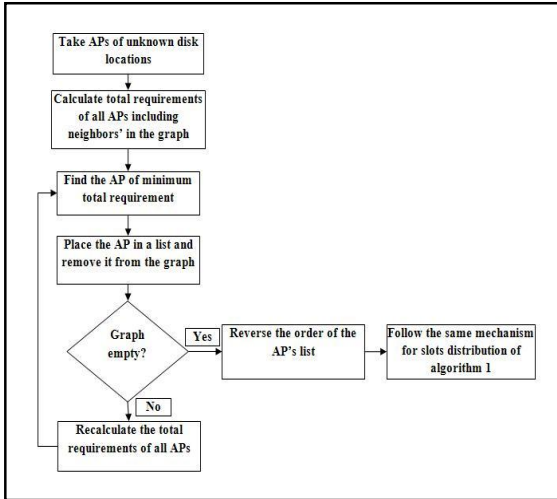 Take APs of unknown disk
locations
Calculate total requirements
of all APs including
neighbors' in the graph
Find the AP of minimum
total requirement
Place the AP in a list and
remove it from the graph
Graph
empty?
Yes
Reverse the order of the
AP's list
Follow the same mechanism
for slots distribution of
algorithm 1
No
Recalculate the total
requirements of all APs